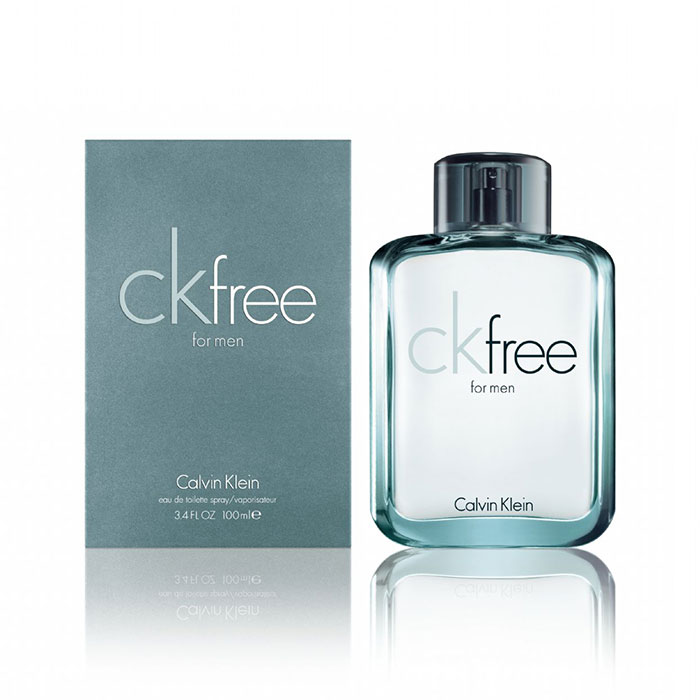 ckfree
for men
Calvin Klein
eau de toilette spray/vaporisateur
3.4 FL OZ 100ml℮
ckfree
for men
Calvin Klein